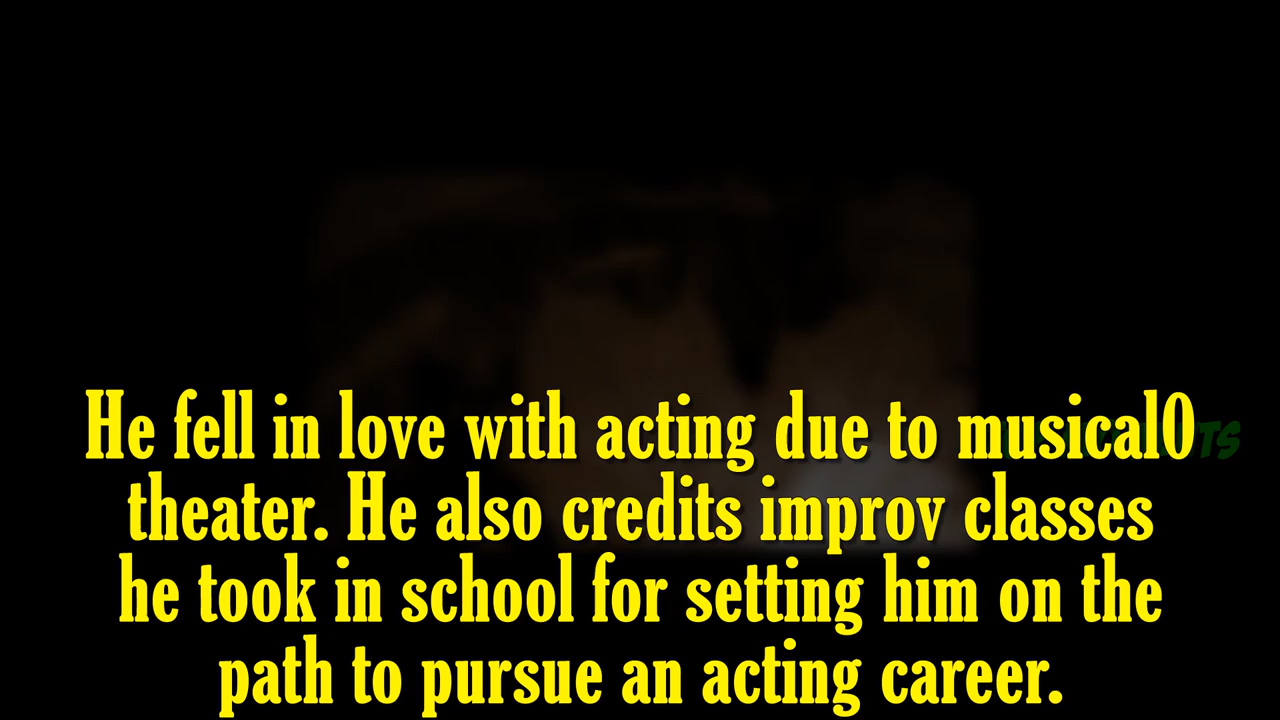 He fell in love with acting due to musical0
theater. He also credits improv classes
he took in school for setting him on the
path to pursue an acting career.